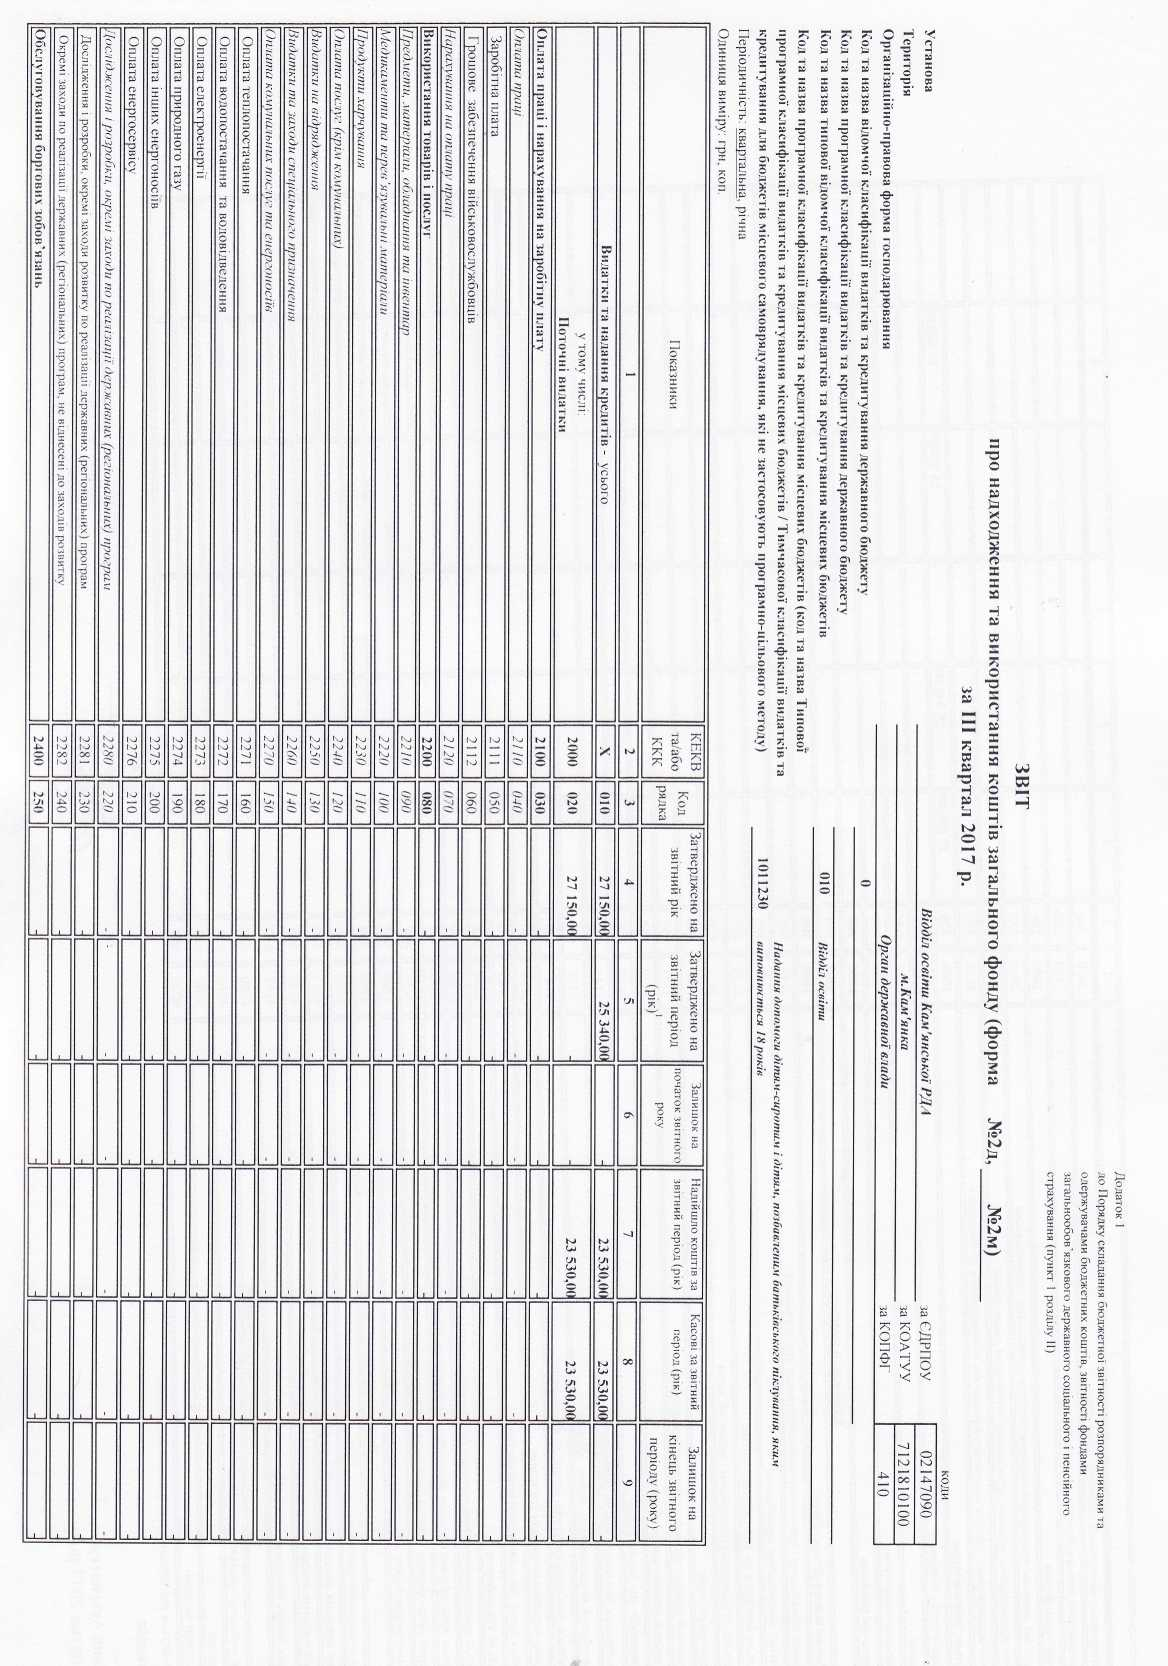 Додаток 1
до Порядку складання бюджетної звітності розпорядниками та
одержувачами бюджетних коштів, звітності фондами
загальнообов'язкового державного соціального і пенсійного
страхування (пункт 1 розділу II)
ЗВІТ
про надходження та використання коштів загального фонду (форма №2д, №2м)
за III квартал 2017 р.
коди
Установа Відділ освіти Кам'янської РДА за ЄДРПОУ 02147090
Територія м.Кам'янка за КОАТУУ 7121810100
Організаційно-правова форма господарювання Орган державної влади за КОПФГ 410
Код та назва відомчої класифікації видатків та кредитування державного бюджету 0
Код та назва програмної класифікації видатків та кредитування державного бюджету
Код та назва типової відомчої класифікації видатків та кредитування місцевих бюджетів 010 Відділ освіти
Код та назва програмної класифікації видатків та кредитування місцевих бюджетів (код та назва Типової
програмної класифікації видатків та кредитування місцевих бюджетів / Тимчасової класифікації видатків та
кредитування для бюджетів місцевого самоврядування, які не застосовують програмно-цільового методу)
1011230 Надання допомоги дітям-сиротам і дітям, позбавленим батьківського піклування, яким
виповнюється 18 років
Періодичність: квартальна, річна
Одиниця виміру: грн, коп.
Показники КЕКВ та/або ККК Код рядка Затверджено на звітний рік Затверджено на звітний період (рік)1 Залишок на початок звітного року Надійшло коштів за звітний період (рік) Касові за звітний період (рік) Залишок на кінець звітного періоду (року)
1 2 3 4 5 6 7 8 9
Видатки та надання кредитів - усього X 010 27 150,00 25 340,00 - 23 530,00 23 530,00 -
у тому числі:
Поточні видатки 2000 020 27 150,00 - - 23 530,00 23 530,00 -
Оплата праці і нарахування на заробітну плату 2100 030 - - - - - -
Оплата праці 2110 040 - - - - - -
Заробітна плата 2111 050 - - - - - -
Грошове забезпечення військовослужбовців 2112 060 - - - - - -
Нарахування на оплату праці 2120 070 - - - - - -
Використання товарів і послуг 2200 080 - - - - - -
Предмети, матеріали, обладнання та інвентар 2210 090 - - - - - -
Медикаменти та перев'язувальні матеріали 2220 100 - - - - - -
Продукти харчування 2230 110 - - - - - -
Оплата послуг (крім комунальних) 2240 120 - - - - - -
Видатки на відрядження 2250 130 - - - - - -
Видатки та заходи спеціального призначення 2260 140 - - - - - -
Оплата комунальних послуг та енергоносіїв 2270 150 - - - - - -
Оплата теплопостачання 2271 160 - - - - - -
Оплата водопостачання та водовідведення 2272 170 - - - - - -
Оплата електроенергії 2273 180 - - - - - -
Оплата природного газу 2274 190 - - - - - -
Оплата інших енергоносіїв 2275 200 - - - - - -
Оплата енергосервісу 2276 210 - - - - - -
Дослідження і розробки, окремі заходи по реалізації державних (регіональних) програм 2280 220 - - - - - -
Дослідження і розробки, окремі заходи розвитку по реалізації державних (регіональних) програм 2281 230 - - - - - -
Окремі заходи по реалізації державних (регіональних) програм, не віднесені до заходів розвитку 2282 240 - - - - - -
Обслуговування боргових зобов'язань 2400 250 - - - - - -